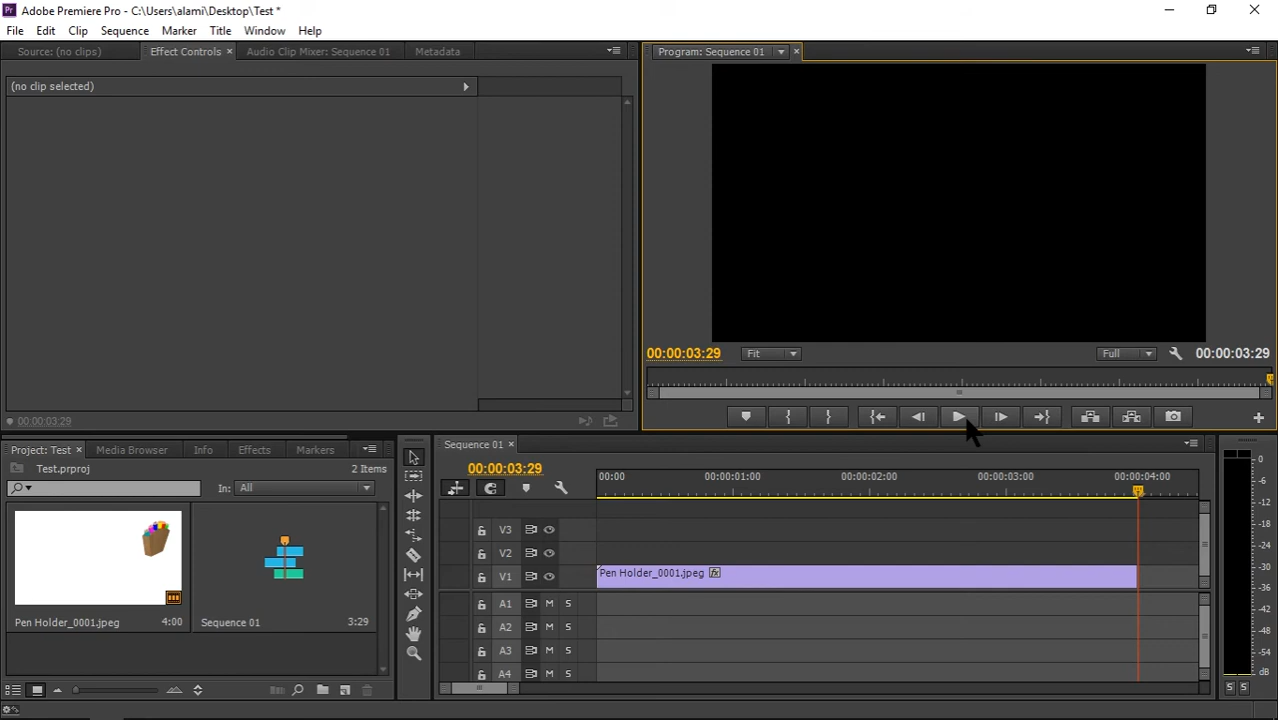 Adobe Premiere Pro - C:\Users\alami\Desktop\Test *
File Edit Clip Sequence Marker Title Window Help
Source: (no clips) Effect Controls Audio Clip Mixer: Sequence 01 Metadata
Program: Sequence 01
(no clip selected)
00:00:03:29
00:00:03:29 Fit Full 00:00:03:29
Project: Test Media Browser Info Effects Markers
Test.prproj 2 Items
In: All
Pen Holder_0001.jpeg 4:00
Sequence 01 3:29
Sequence 01
00:00:03:29
00:00 00:00:01:00 00:00:02:00 00:00:03:00 00:00:04:00
V3
V2
V1 Pen Holder_0001.jpeg fx
A1 M S
A2 M S
A3 M S
A4 M S
0
-6
-12
-18
-24
-30
-36
-42
-48
-54
dB
S S